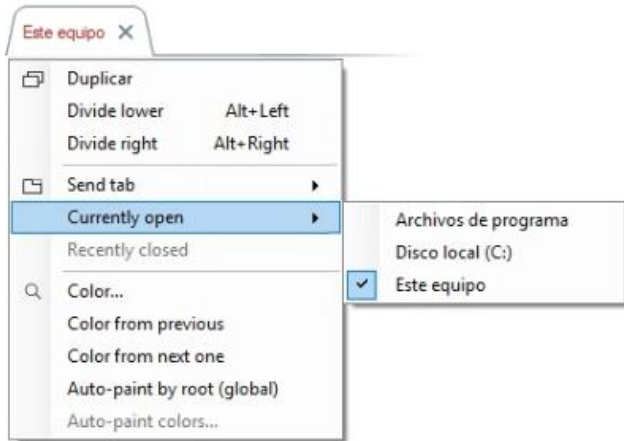 Este equipo
Duplicar
Divide lower Alt+Left
Divide right Alt+Right
Send tab
Currently open
Recently closed
Color...
Color from previous
Color from next one
Auto-paint by root (global)
Auto-paint colors...
Archivos de programa
Disco local (C:)
Este equipo